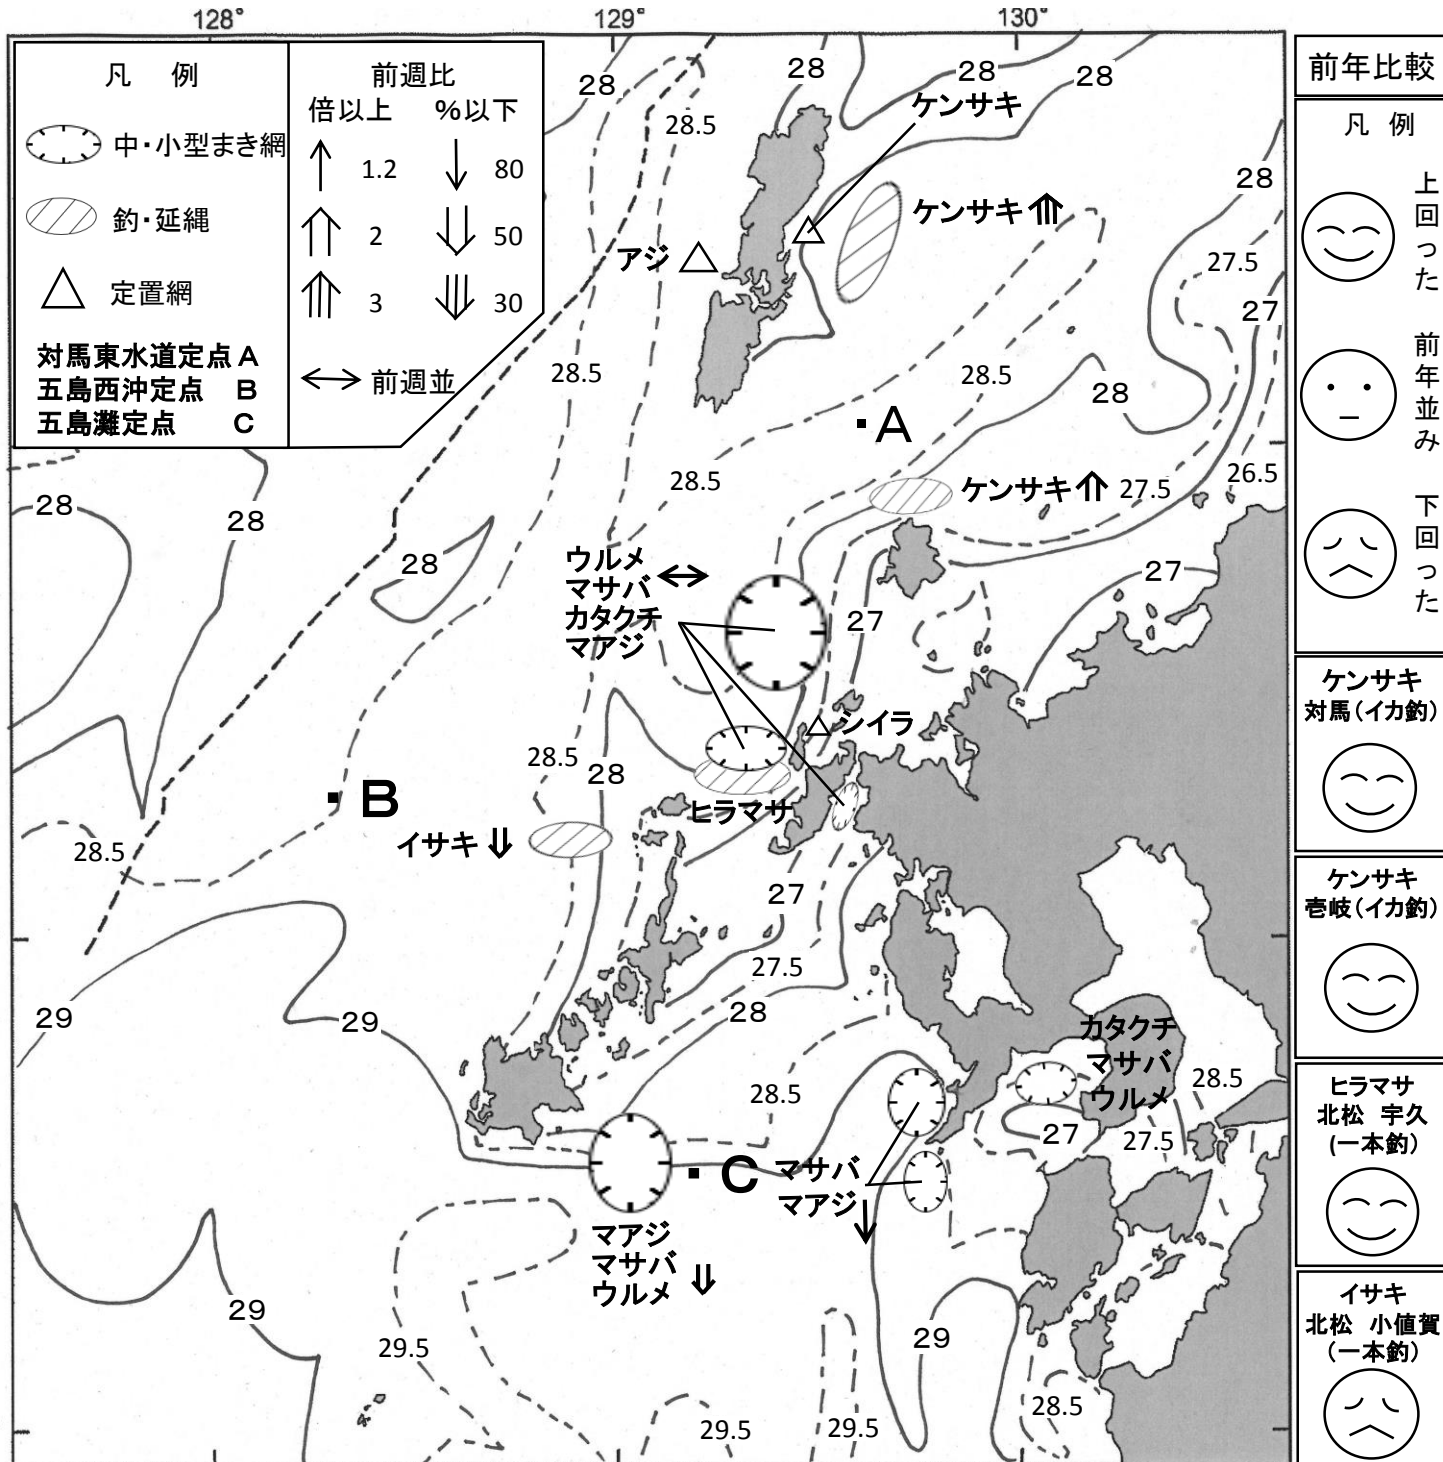 128°
129°
130°
凡 例
中・小型まき網
釣・延縄
定置網
対馬東水道定点 A
五島西沖定点 B
五島灘定点 C
前週比
倍以上 %以下
↑ 1.2 ↓ 80
2 50
3 30
←→ 前週並
28
28
28
28
28.5
ケンサキ
ケンサキ
アジ
28
27.5
27
28.5
28.5
28
A
28.5
ケンサキ
27.5
26.5
28
28
28
ウルメ
マサバ
カタクチ
マアジ
27
27
シイラ
28.5
28
B
ヒラマサ
イサキ
28.5
27
27.5
28
29
29
カタクチ
マサバ
ウルメ
28.5
28.5
27
27.5
C
マサバ
マアジ
マアジ
マサバ
ウルメ
29
29.5
29
29.5
29.5
28.5
前年比較
凡 例
上回った
前年並み
下回った
ケンサキ
対馬(イカ釣)
ケンサキ
壱岐(イカ釣)
ヒラマサ
北松 宇久
(一本釣)
イサキ
北松 小値賀
(一本釣)